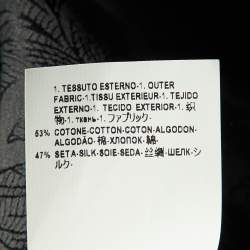 1. TESSUTO ESTERNO-1. OUTER
FABRIC-1.TISSU EXTERIEUR-1. TEJIDO
EXTERNO-1. TECIDO EXTERIOR-1. 织
物-1. ткань-1. ファブリック-
53% COTONE-COTTON-COTON-ALGODON-
ALGODÃO-棉-ХЛОПОК-綿-
47% SETA-SILK-SOIE-SEDA- 丝绸-ШЕЛК-シ
ルク-